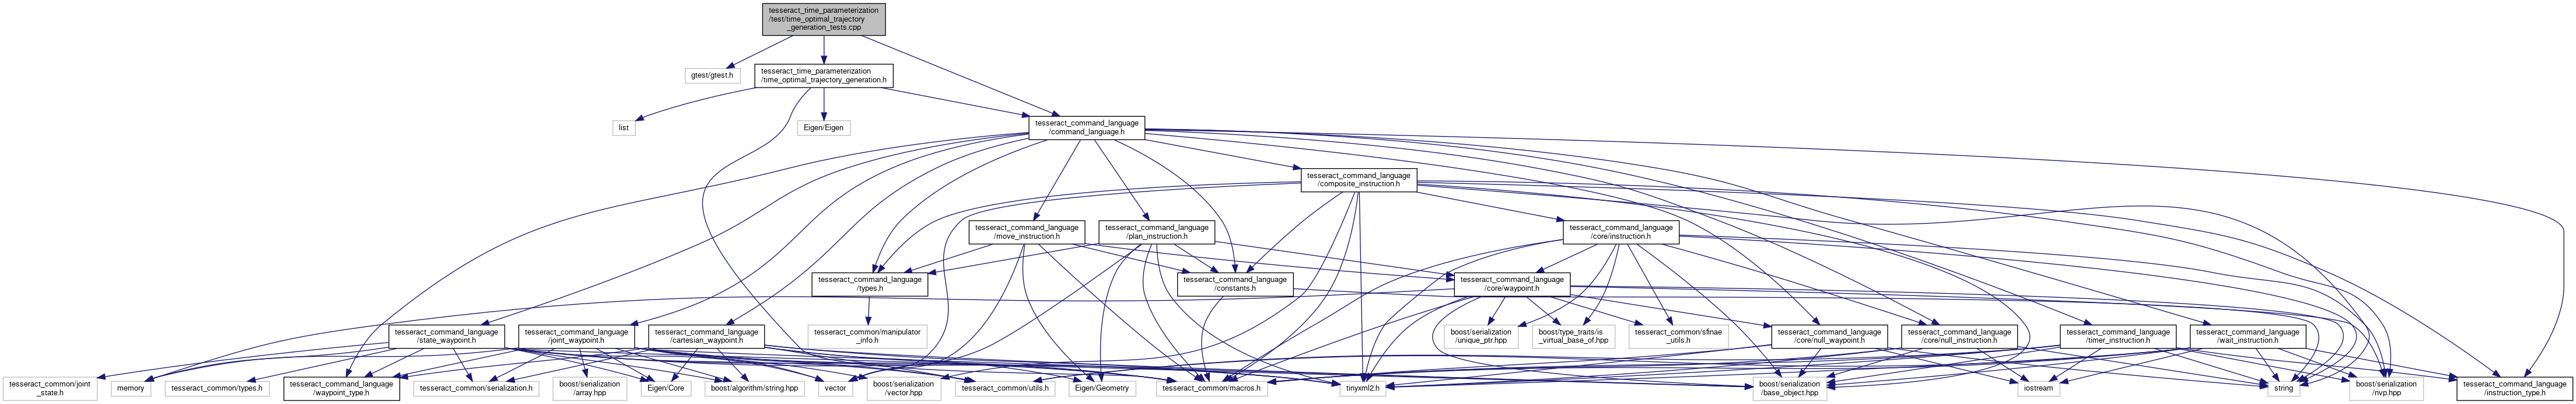 tesseract_time_parameterization
/test/time_optimal_trajectory
_generation_tests.cpp
gtest/gtest.h
tesseract_time_parameterization
/time_optimal_trajectory_generation.h
list
Eigen/Eigen
tesseract_command_language
/command_language.h
tesseract_command_language
/composite_instruction.h
tesseract_command_language
/move_instruction.h
tesseract_command_language
/plan_instruction.h
tesseract_command_language
/core/instruction.h
tesseract_command_language
/types.h
tesseract_command_language
/constants.h
tesseract_command_language
/core/waypoint.h
tesseract_command_language
/state_waypoint.h
tesseract_command_language
/joint_waypoint.h
tesseract_command_language
/cartesian_waypoint.h
tesseract_common/manipulator
_info.h
boost/serialization
/unique_ptr.hpp
boost/type_traits/is
_virtual_base_of.hpp
tesseract_common/sfinae
_utils.h
tesseract_command_language
/core/null_waypoint.h
tesseract_command_language
/core/null_instruction.h
tesseract_command_language
/timer_instruction.h
tesseract_command_language
/wait_instruction.h
tesseract_common/joint
_state.h
memory
tesseract_common/types.h
tesseract_command_language
/waypoint_type.h
tesseract_common/serialization.h
boost/serialization
/array.hpp
Eigen/Core
boost/algorithm/string.hpp
vector
boost/serialization
/vector.hpp
tesseract_common/utils.h
Eigen/Geometry
tesseract_common/macros.h
tinyxml2.h
boost/serialization
/base_object.hpp
iostream
string
boost/serialization
/nvp.hpp
tesseract_command_language
/instruction_type.h